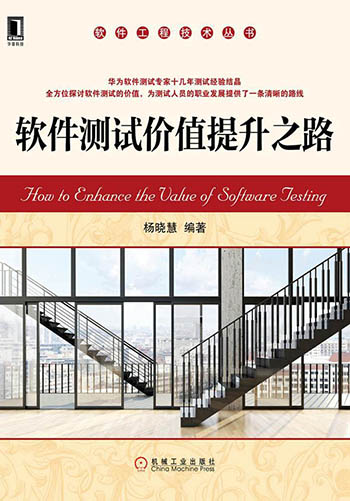 华章科技
软件工程技术丛书
华为软件测试专家十几年测试经验结晶
全方位探讨软件测试的价值，为测试人员的职业发展提供了一条清晰的路线
软件测试价值提升之路
How to Enhance the Value of Software Testing
杨晓慧 编著
机械工业出版社
China Machine Press